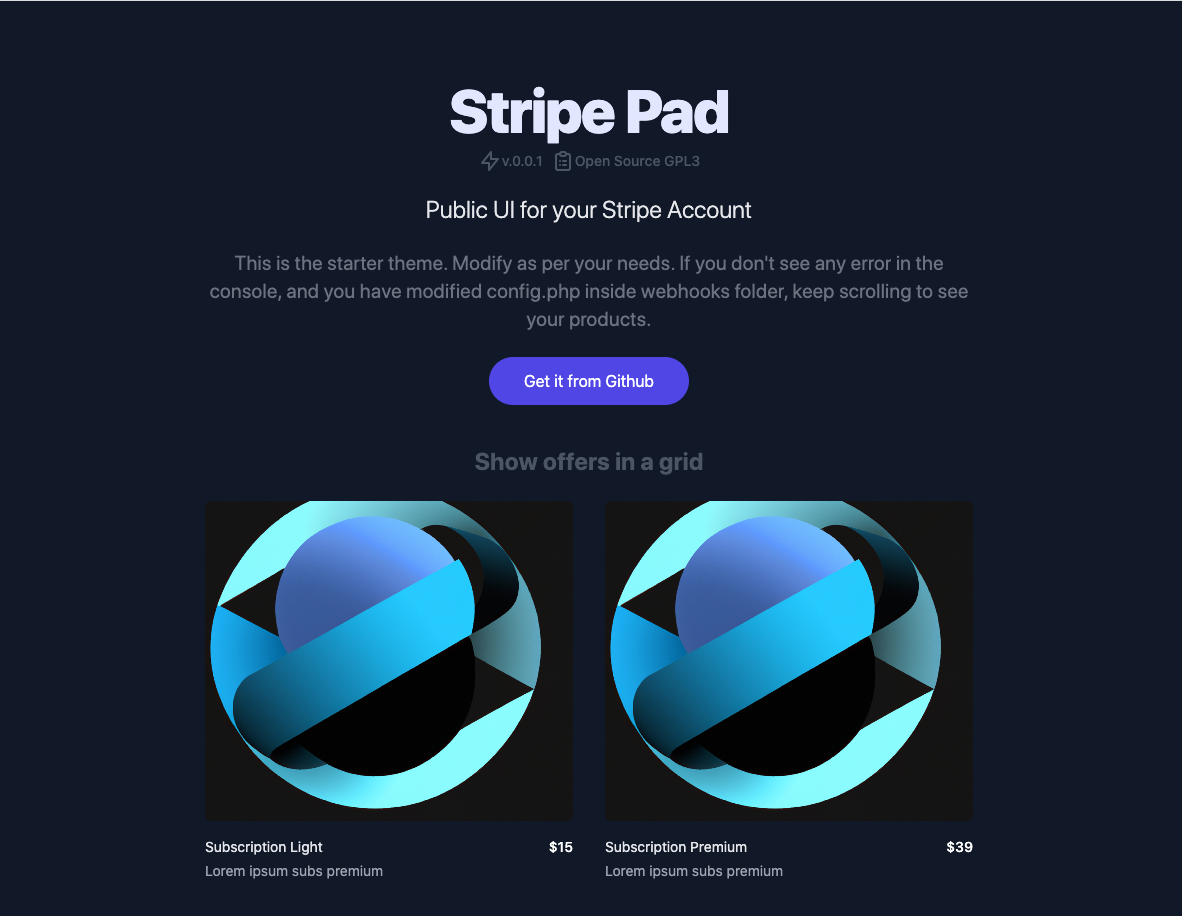 Stripe Pad
v.0.0.1 Open Source GPL3
Public UI for your Stripe Account
This is the starter theme. Modify as per your needs. If you don't see any error in the
console, and you have modified config.php inside webhooks folder, keep scrolling to see
your products.
Get it from Github
Show offers in a grid
Subscription Light $15
Lorem ipsum subs premium
Subscription Premium $39
Lorem ipsum subs premium